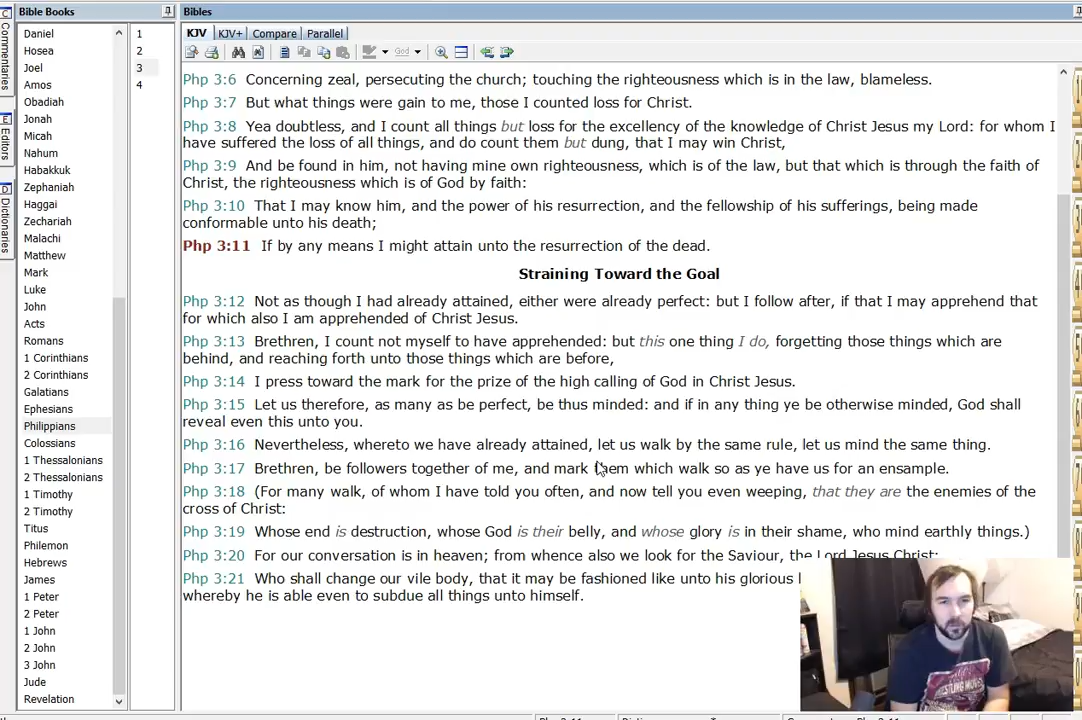 Bible Books
Bibles
Commentaries
Editors
Dictionaries
Daniel
Hosea
Joel
Amos
Obadiah
Jonah
Micah
Nahum
Habakkuk
Zephaniah
Haggai
Zechariah
Malachi
Matthew
Mark
Luke
John
Acts
Romans
1 Corinthians
2 Corinthians
Galatians
Ephesians
Philippians
Colossians
1 Thessalonians
2 Thessalonians
1 Timothy
2 Timothy
Titus
Philemon
Hebrews
James
1 Peter
2 Peter
1 John
2 John
3 John
Jude
Revelation
1
2
3
4
KJV KJV+ Compare Parallel
God
Php 3:6 Concerning zeal, persecuting the church; touching the righteousness which is in the law, blameless.
Php 3:7 But what things were gain to me, those I counted loss for Christ.
Php 3:8 Yea doubtless, and I count all things but loss for the excellency of the knowledge of Christ Jesus my Lord: for whom I
have suffered the loss of all things, and do count them but dung, that I may win Christ,
Php 3:9 And be found in him, not having mine own righteousness, which is of the law, but that which is through the faith of
Christ, the righteousness which is of God by faith:
Php 3:10 That I may know him, and the power of his resurrection, and the fellowship of his sufferings, being made
conformable unto his death;
Php 3:11 If by any means I might attain unto the resurrection of the dead.
Straining Toward the Goal
Php 3:12 Not as though I had already attained, either were already perfect: but I follow after, if that I may apprehend that
for which also I am apprehended of Christ Jesus.
Php 3:13 Brethren, I count not myself to have apprehended: but this one thing I do, forgetting those things which are
behind, and reaching forth unto those things which are before,
Php 3:14 I press toward the mark for the prize of the high calling of God in Christ Jesus.
Php 3:15 Let us therefore, as many as be perfect, be thus minded: and if in any thing ye be otherwise minded, God shall
reveal even this unto you.
Php 3:16 Nevertheless, whereto we have already attained, let us walk by the same rule, let us mind the same thing.
Php 3:17 Brethren, be followers together of me, and mark them which walk so as ye have us for an ensample.
Php 3:18 (For many walk, of whom I have told you often, and now tell you even weeping, that they are the enemies of the
cross of Christ:
Php 3:19 Whose end is destruction, whose God is their belly, and whose glory is in their shame, who mind earthly things.)
Php 3:20 For our conversation is in heaven; from whence also we look for the Saviour, the Lord Jesus Christ:
Php 3:21 Who shall change our vile body, that it may be fashioned like unto his glorious
whereby he is able even to subdue all things unto himself.